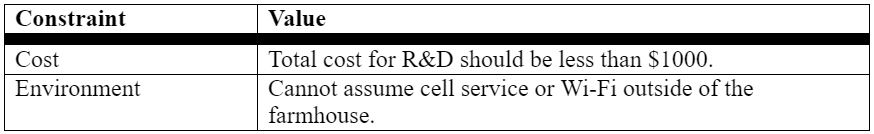 Constraint Value
Cost Total cost for R&D should be less than $1000.
Environment Cannot assume cell service or Wi-Fi outside of the
farmhouse.